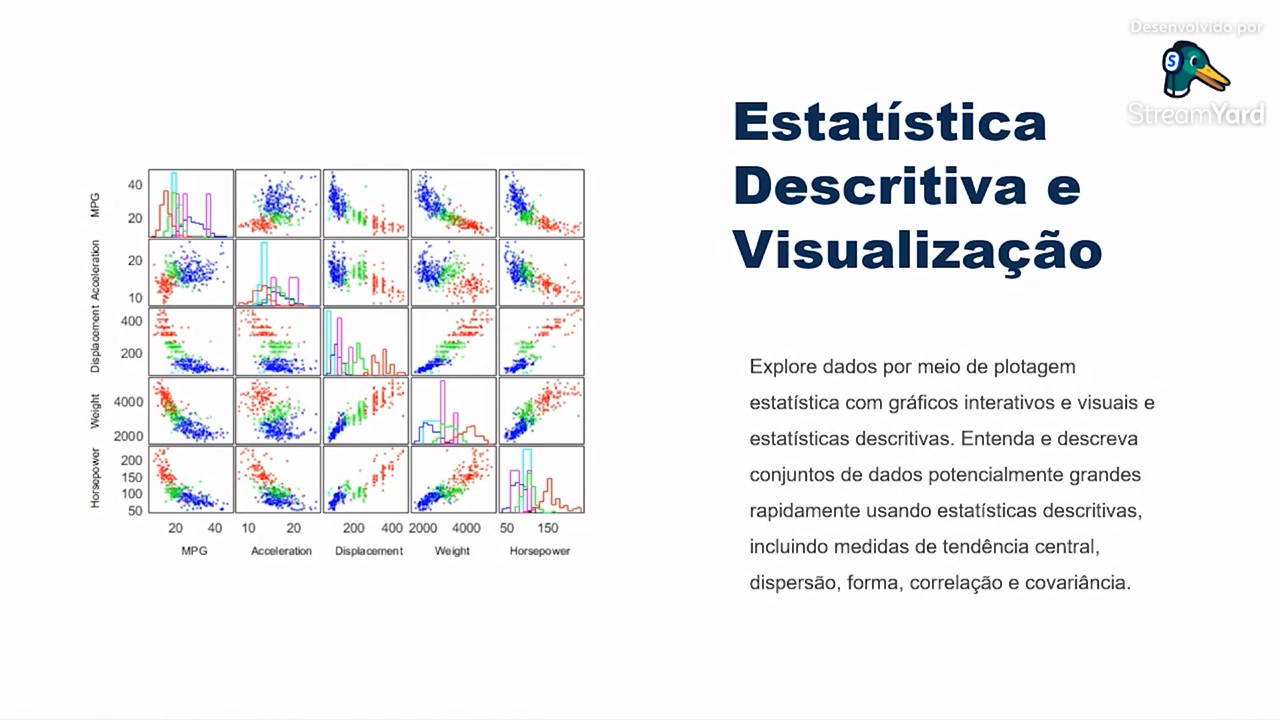 Desenvolvido por
S
StreamYard
Estatística
Descritiva e
Visualização
Explore dados por meio de plotagem
estatística com gráficos interativos e visuais e
estatísticas descritivas. Entenda e descreva
conjuntos de dados potencialmente grandes
rapidamente usando estatísticas descritivas,
incluindo medidas de tendência central,
dispersão, forma, correlação e covariância.
MPG
40
20
Acceleration
20
10
Displacement
400
200
Weight
4000
2000
Horsepower
200
150
100
50
20 40 10 20 200 400 2000 4000 50 150
MPG Acceleration Displacement Weight Horsepower